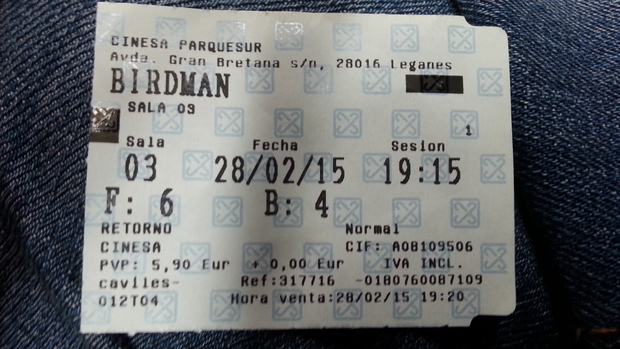 CINESA PARQUESUR
Avda. Gran Bretana s/n, 28016 Leganes
BIRDMAN
SALA 03
1
Sala Fecha Sesion
03 28/02/15 19:15
F: 6 B: 4
RETORNO Normal
CINESA CIF: A08109506
PVP: 5,90 Eur + 0,00 Eur IVA INCL.
caviles- Ref:317716 -0180760087109
012T04 Hora venta:28/02/15 19:20